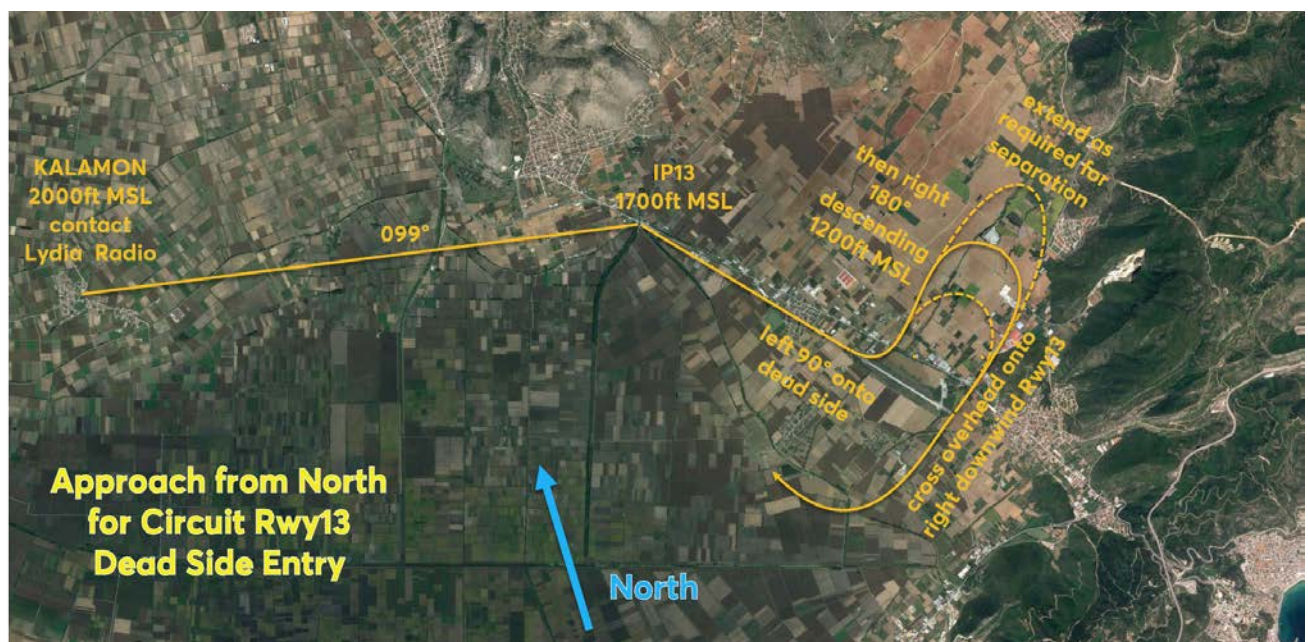 KALAMON
2000ft MSL
contact
Lydia Radio
099°
IP13
1700ft MSL
left 90° onto
dead side
then right
180°
descending
1200ft MSL
extend as
required for
separation
cross overhead onto
right downwind Rwy13
Approach from North
for Circuit Rwy13
Dead Side Entry
North